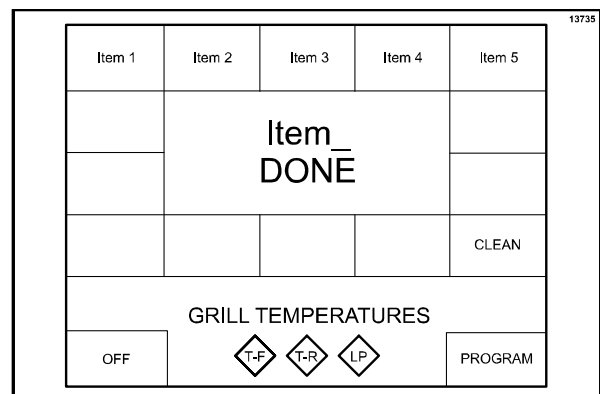 13735
Item 1 Item 2 Item 3 Item 4 Item 5
Item_
DONE
CLEAN
GRILL TEMPERATURES
OFF T-F T-R LP PROGRAM